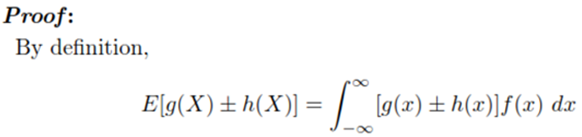 Proof:
By definition,
E[g(X) ± h(X)] = ∫_{-∞}^{∞} [g(x) ± h(x)]f(x) dx